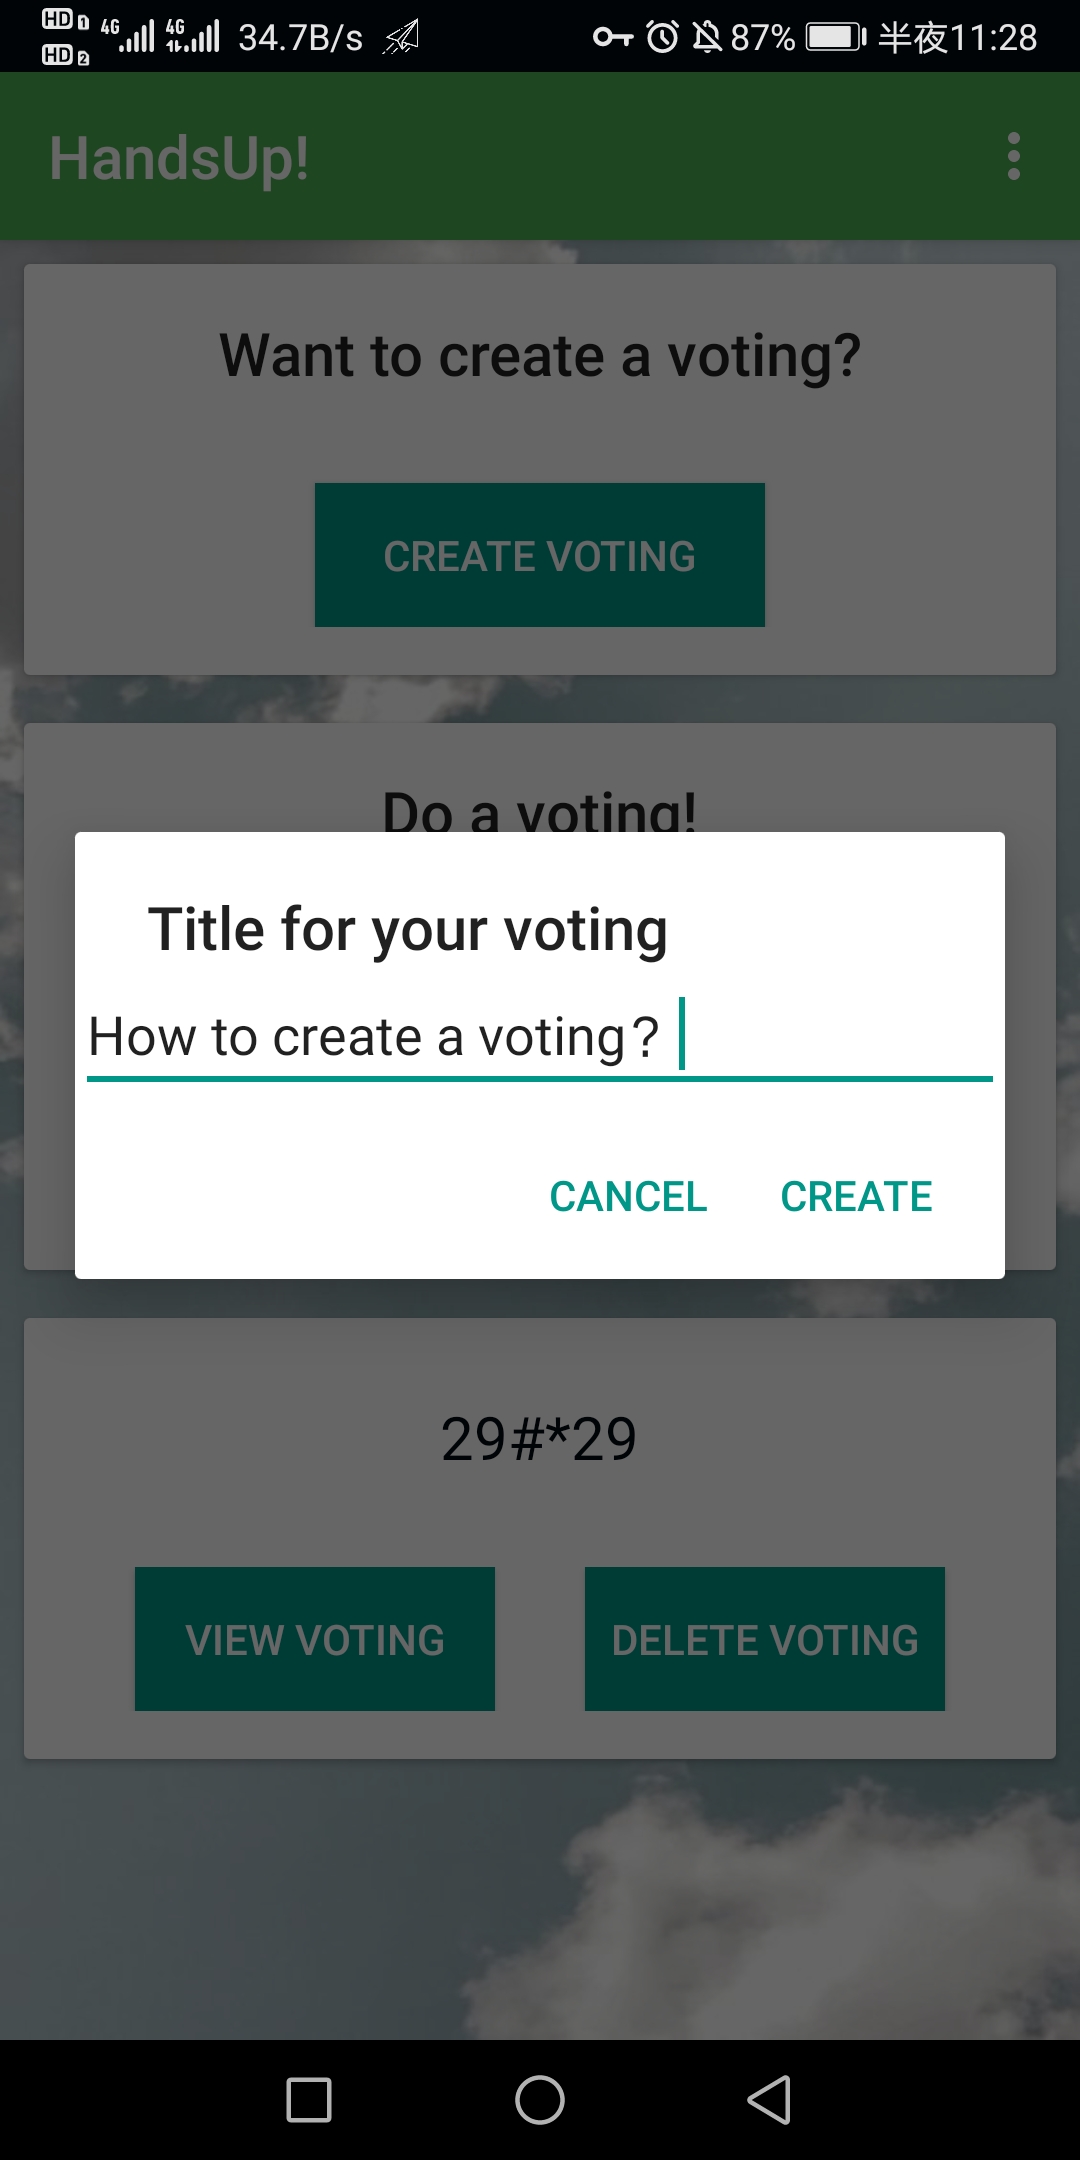 HD 1 4G 4G 34.7B/s 87% 半夜11:28
HD 2
HandsUp!
Want to create a voting?
CREATE VOTING
Do a voting!
Title for your voting
How to create a voting?
CANCEL CREATE
29#*29
VIEW VOTING DELETE VOTING